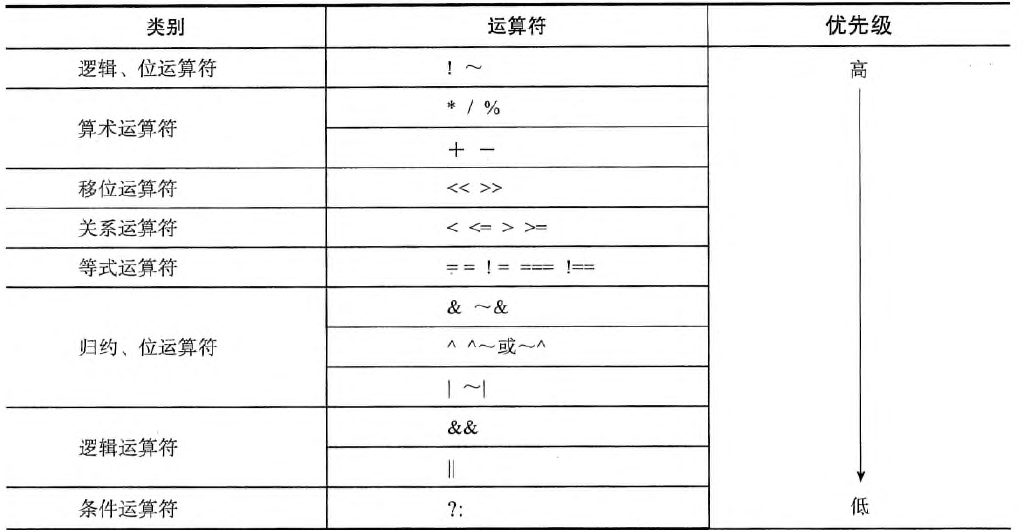 类别 运算符 优先级
逻辑、位运算符 ! ～ 高
算术运算符 * / %
+ -
移位运算符 << >>
关系运算符 < <= > >=
等式运算符 == != === !==
归约、位运算符 & ～&
^ ^～或～^
| ～|
逻辑运算符 &&
||
条件运算符 ?: 低